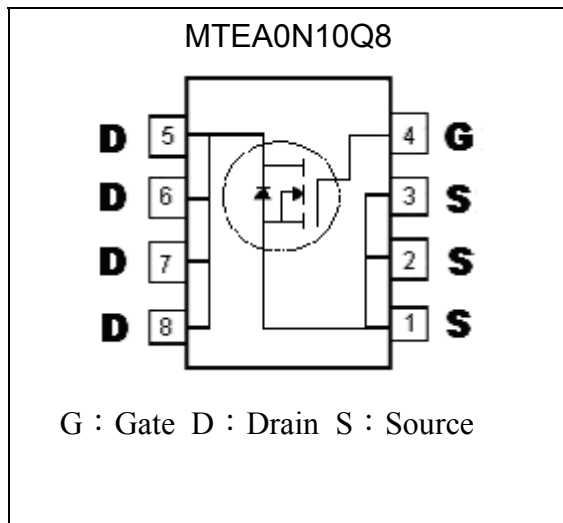 MTEA0N10Q8
D 5 4 G
D 6 3 S
D 7 2 S
D 8 1 S
G：Gate D：Drain S：Source